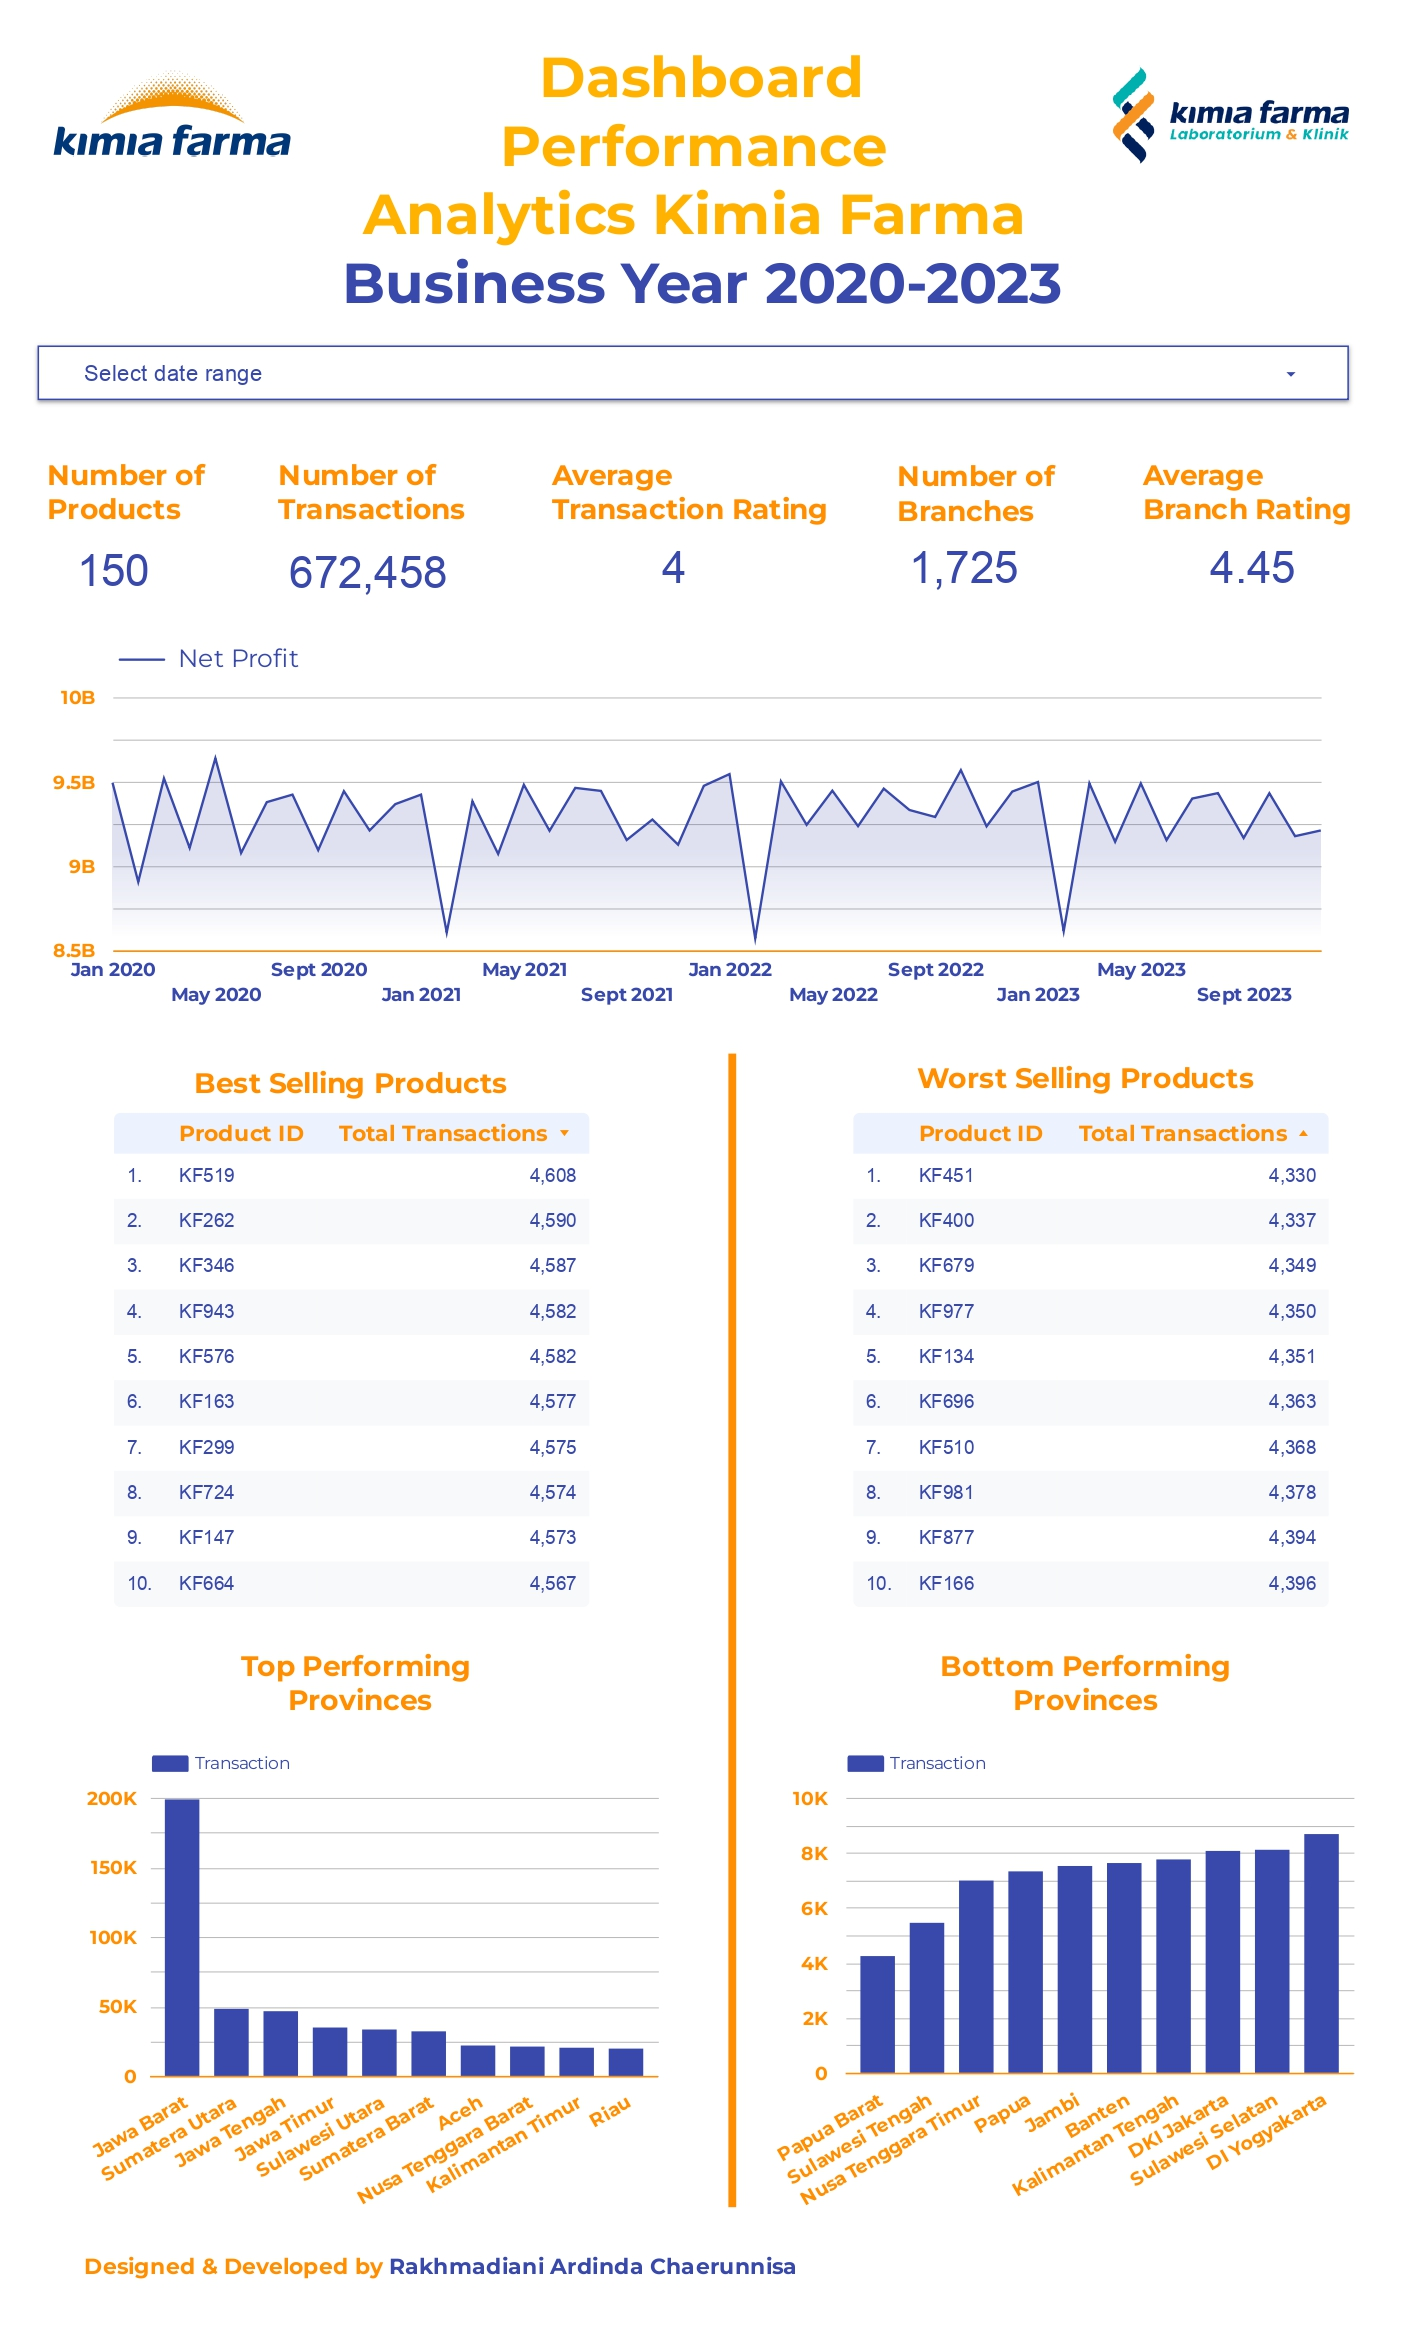 kimia farma
Dashboard
Performance
Analytics Kimia Farma
Business Year 2020-2023
kimia farma
Laboratorium & Klinik
Select date range
Number of
Products
150
Number of
Transactions
672,458
Average
Transaction Rating
4
Number of
Branches
1,725
Average
Branch Rating
4.45
Net Profit
10B
9.5B
9B
8.5B
Jan 2020
May 2020
Sept 2020
Jan 2021
May 2021
Sept 2021
Jan 2022
May 2022
Sept 2022
Jan 2023
May 2023
Sept 2023
Best Selling Products
Product ID Total Transactions
1. KF519 4,608
2. KF262 4,590
3. KF346 4,587
4. KF943 4,582
5. KF576 4,582
6. KF163 4,577
7. KF299 4,575
8. KF724 4,574
9. KF147 4,573
10. KF664 4,567
Worst Selling Products
Product ID Total Transactions
1. KF451 4,330
2. KF400 4,337
3. KF679 4,349
4. KF977 4,350
5. KF134 4,351
6. KF696 4,363
7. KF510 4,368
8. KF981 4,378
9. KF877 4,394
10. KF166 4,396
Top Performing
Provinces
Transaction
200K
150K
100K
50K
0
Jawa Barat
Sumatera Utara
Jawa Tengah
Jawa Timur
Sulawesi Utara
Sumatera Barat
Aceh
Nusa Tenggara Barat
Kalimantan Timur
Riau
Bottom Performing
Provinces
Transaction
10K
8K
6K
4K
2K
0
Papua Barat
Sulawesi Tengah
Nusa Tenggara Timur
Papua
Jambi
Banten
Kalimantan Tengah
DKI Jakarta
Sulawesi Selatan
DI Yogyakarta
Designed & Developed by Rakhmadiani Ardinda Chaerunnisa